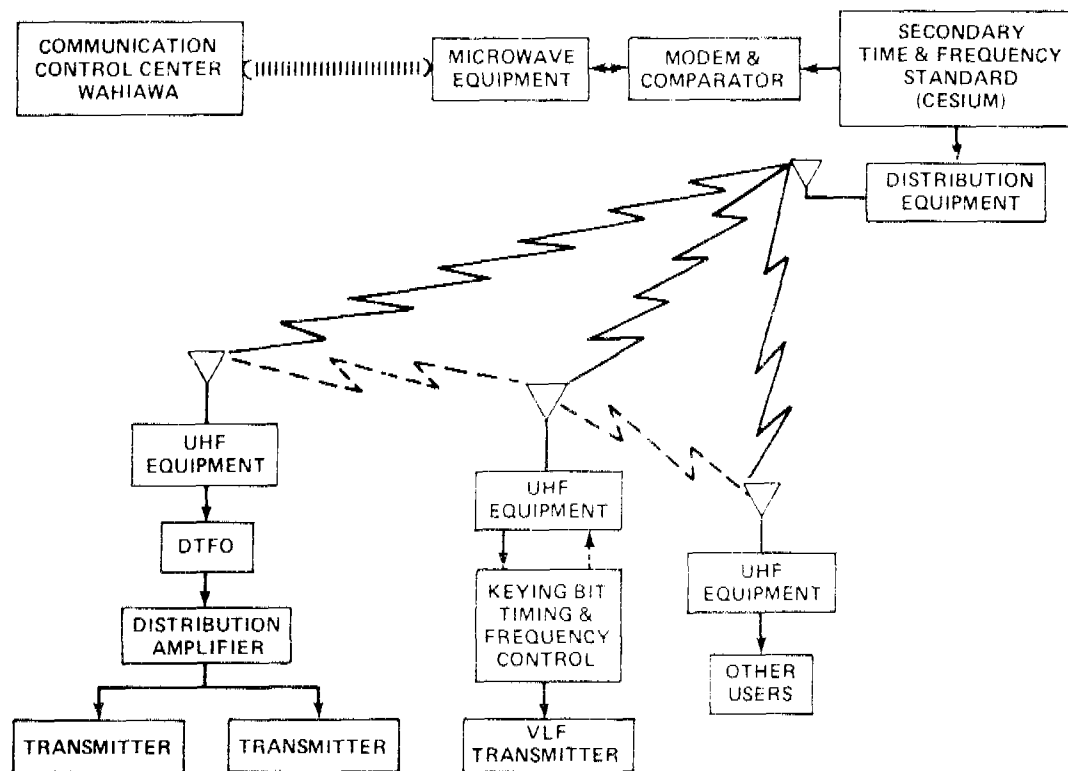 COMMUNICATION
CONTROL CENTER
WAHIAWA
MICROWAVE
EQUIPMENT
MODEM &
COMPARATOR
SECONDARY
TIME & FREQUENCY
STANDARD
(CESIUM)
DISTRIBUTION
EQUIPMENT
UHF
EQUIPMENT
DTFO
DISTRIBUTION
AMPLIFIER
TRANSMITTER
TRANSMITTER
UHF
EQUIPMENT
KEYING BIT
TIMING &
FREQUENCY
CONTROL
VLF
TRANSMITTER
UHF
EQUIPMENT
OTHER
USERS